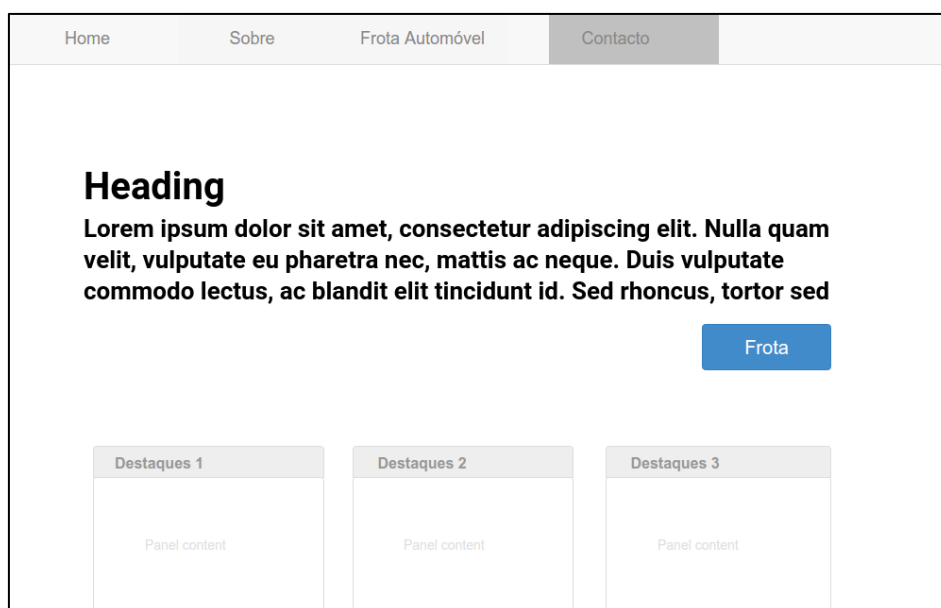 Home Sobre Frota Automóvel Contacto
Heading
Lorem ipsum dolor sit amet, consectetur adipiscing elit. Nulla quam
velit, vulputate eu pharetra nec, mattis ac neque. Duis vulputate
commodo lectus, ac blandit elit tincidunt id. Sed rhoncus, tortor sed
Frota
Destaques 1 Destaques 2 Destaques 3
Panel content Panel content Panel content